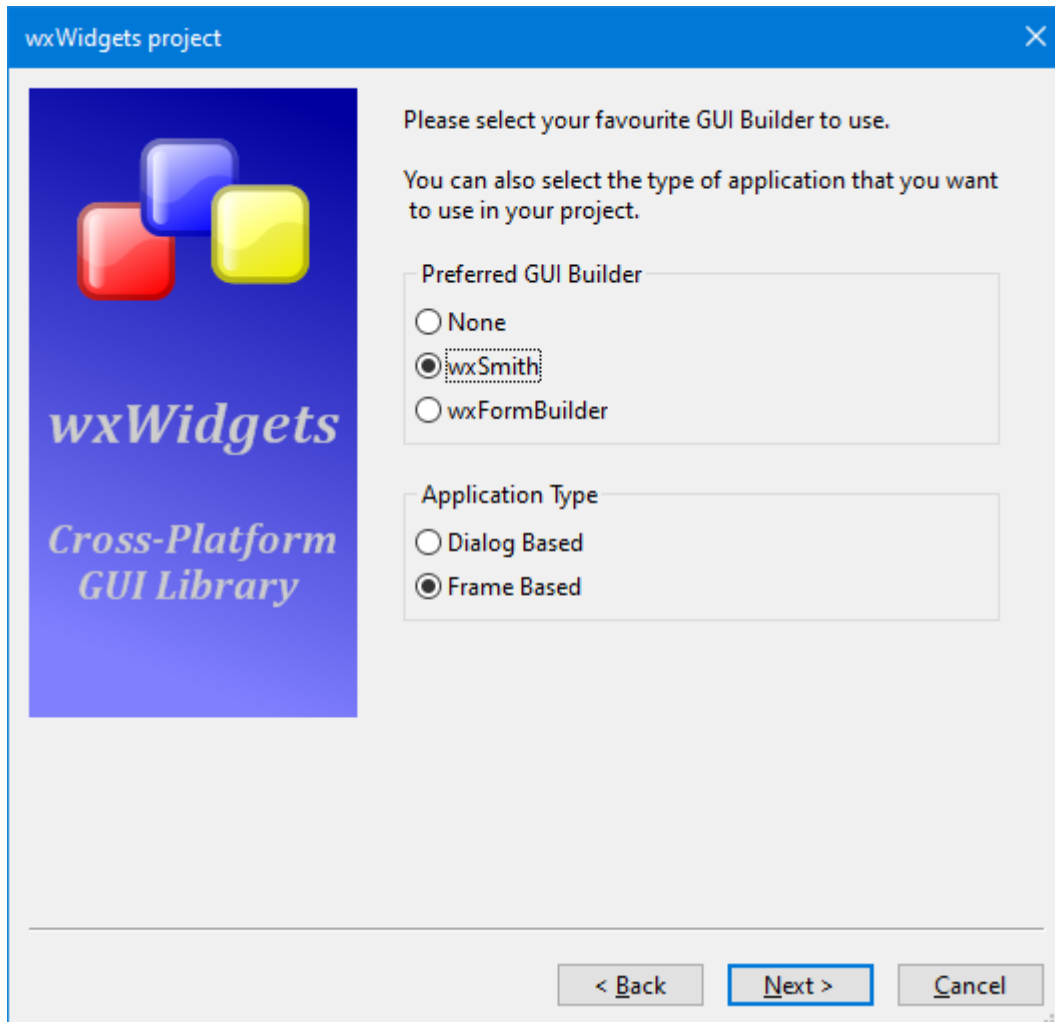 wxWidgets project
wxWidgets
Cross-Platform
GUI Library
Please select your favourite GUI Builder to use.
You can also select the type of application that you want
to use in your project.
Preferred GUI Builder
None
wxSmith
wxFormBuilder
Application Type
Dialog Based
Frame Based
< Back
Next >
Cancel